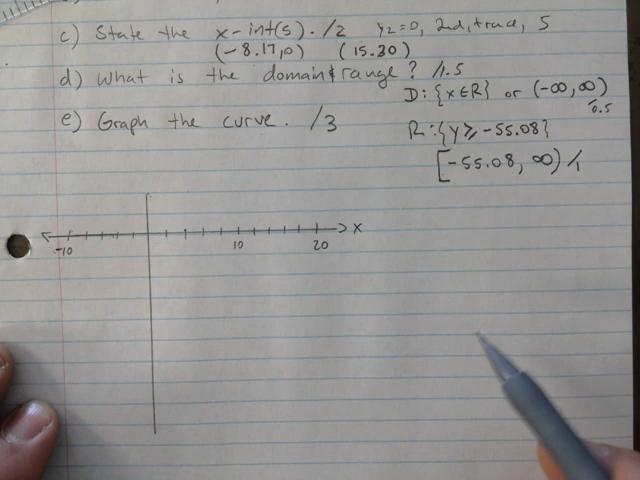 c) State the x-int(s). /2 y₂=0, 2nd, trace, 5
(-8.17,0) (15.30)
d) What is the domain & range? /1.5
D: {x∈R} or (-∞,∞)
0.5
e) Graph the curve. /3
R: {y ≥ -55.08}
[-55.08, ∞) /1
x
-10 10 20